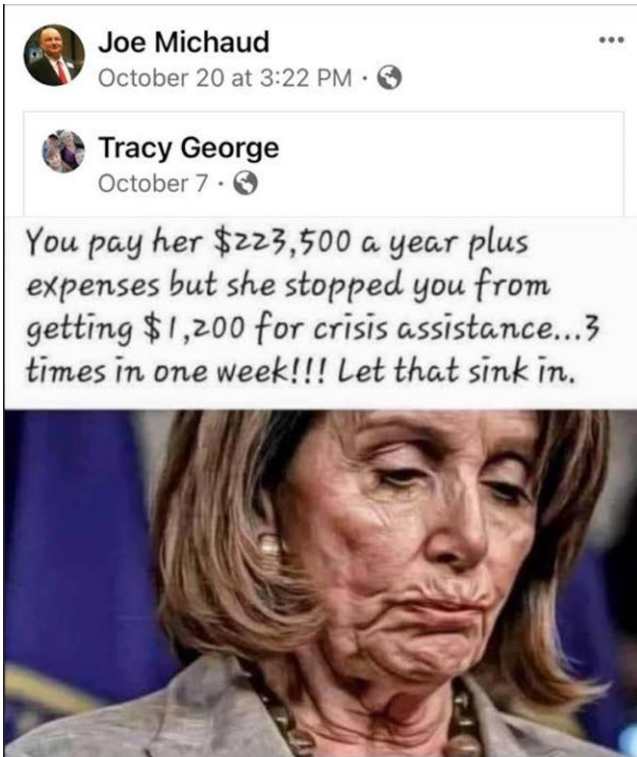 Joe Michaud
October 20 at 3:22 PM ·
Tracy George
October 7 ·
You pay her $223,500 a year plus
expenses but she stopped you from
getting $1,200 for crisis assistance...3
times in one week!!! Let that sink in.